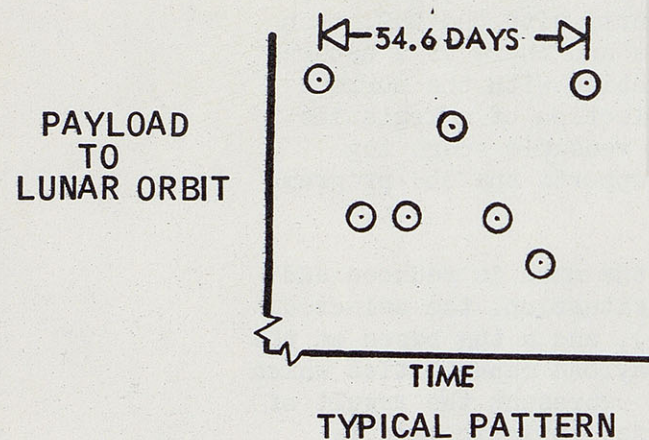 54.6 DAYS
PAYLOAD
TO
LUNAR ORBIT
TIME
TYPICAL PATTERN